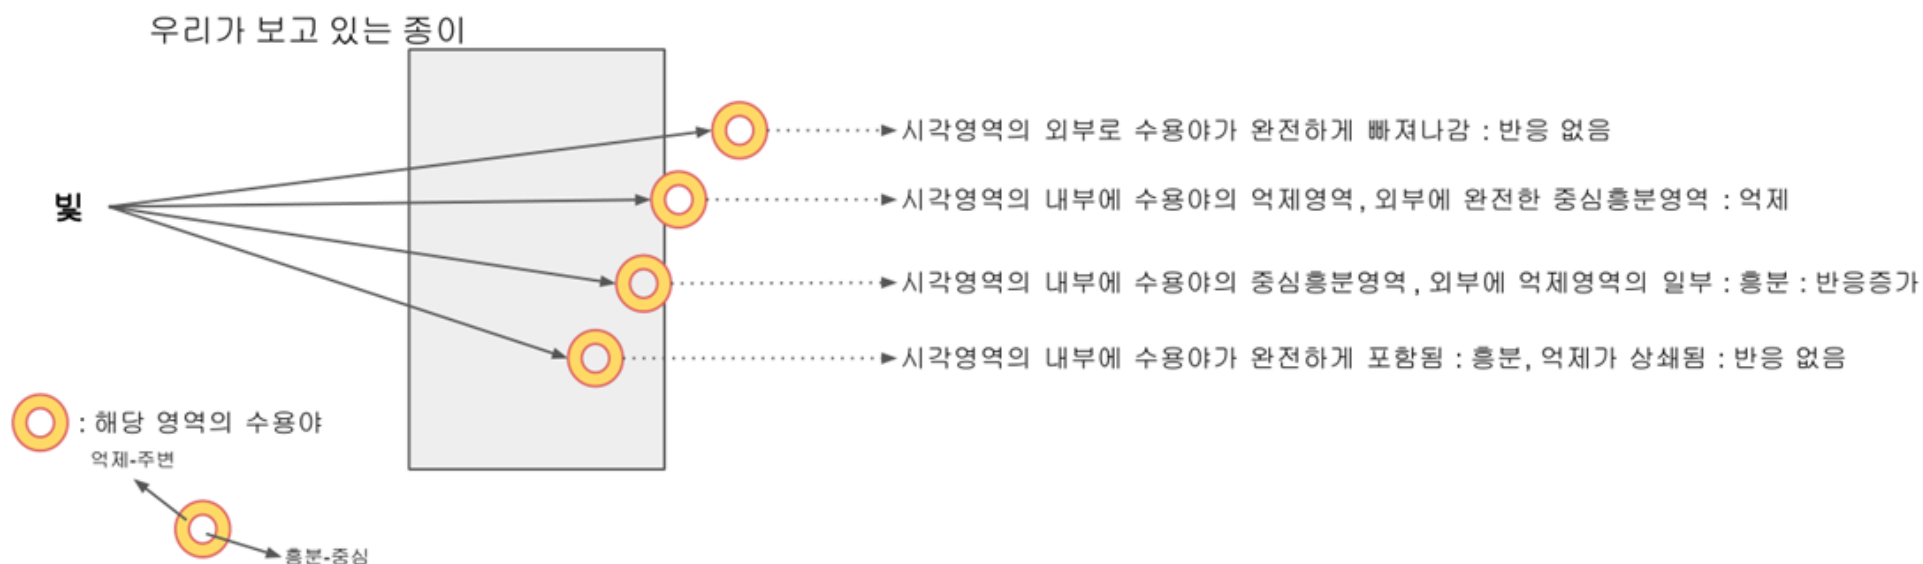 우리가 보고 있는 종이
시각영역의 외부로 수용야가 완전하게 빠져나감 : 반응 없음
빛
시각영역의 내부에 수용야의 억제영역, 외부에 완전한 중심흥분영역 : 억제
시각영역의 내부에 수용야의 중심흥분영역, 외부에 억제영역의 일부 : 흥분 : 반응증가
시각영역의 내부에 수용야가 완전하게 포함됨 : 흥분, 억제가 상쇄됨 : 반응 없음
: 해당 영역의 수용야
억제-주변
흥분-중심